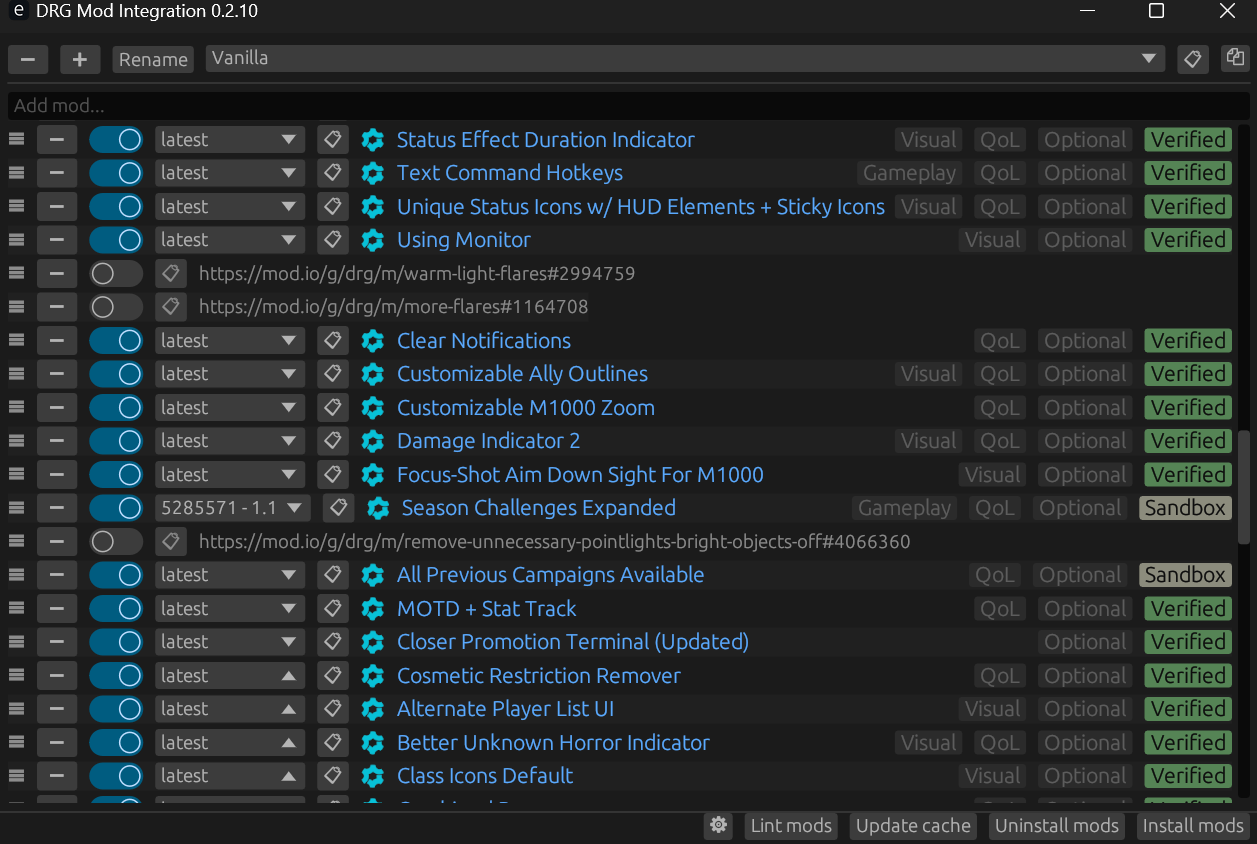 e DRG Mod Integration 0.2.10
− + Rename Vanilla
Add mod...
latest Status Effect Duration Indicator Visual QoL Optional Verified
latest Text Command Hotkeys Gameplay QoL Optional Verified
latest Unique Status Icons w/ HUD Elements + Sticky Icons Visual QoL Optional Verified
latest Using Monitor Visual Optional Verified
https://mod.io/g/drg/m/warm-light-flares#2994759
https://mod.io/g/drg/m/more-flares#1164708
latest Clear Notifications QoL Optional Verified
latest Customizable Ally Outlines Visual QoL Optional Verified
latest Customizable M1000 Zoom QoL Optional Verified
latest Damage Indicator 2 Visual QoL Optional Verified
latest Focus-Shot Aim Down Sight For M1000 Visual Optional Verified
5285571 - 1.1 Season Challenges Expanded Gameplay QoL Optional Sandbox
https://mod.io/g/drg/m/remove-unnecessary-pointlights-bright-objects-off#4066360
latest All Previous Campaigns Available QoL Optional Sandbox
latest MOTD + Stat Track QoL Optional Verified
latest Closer Promotion Terminal (Updated) Optional Verified
latest Cosmetic Restriction Remover QoL Optional Verified
latest Alternate Player List UI Visual Optional Verified
latest Better Unknown Horror Indicator Visual QoL Optional Verified
latest Class Icons Default Visual Optional Verified
Lint mods Update cache Uninstall mods Install mods